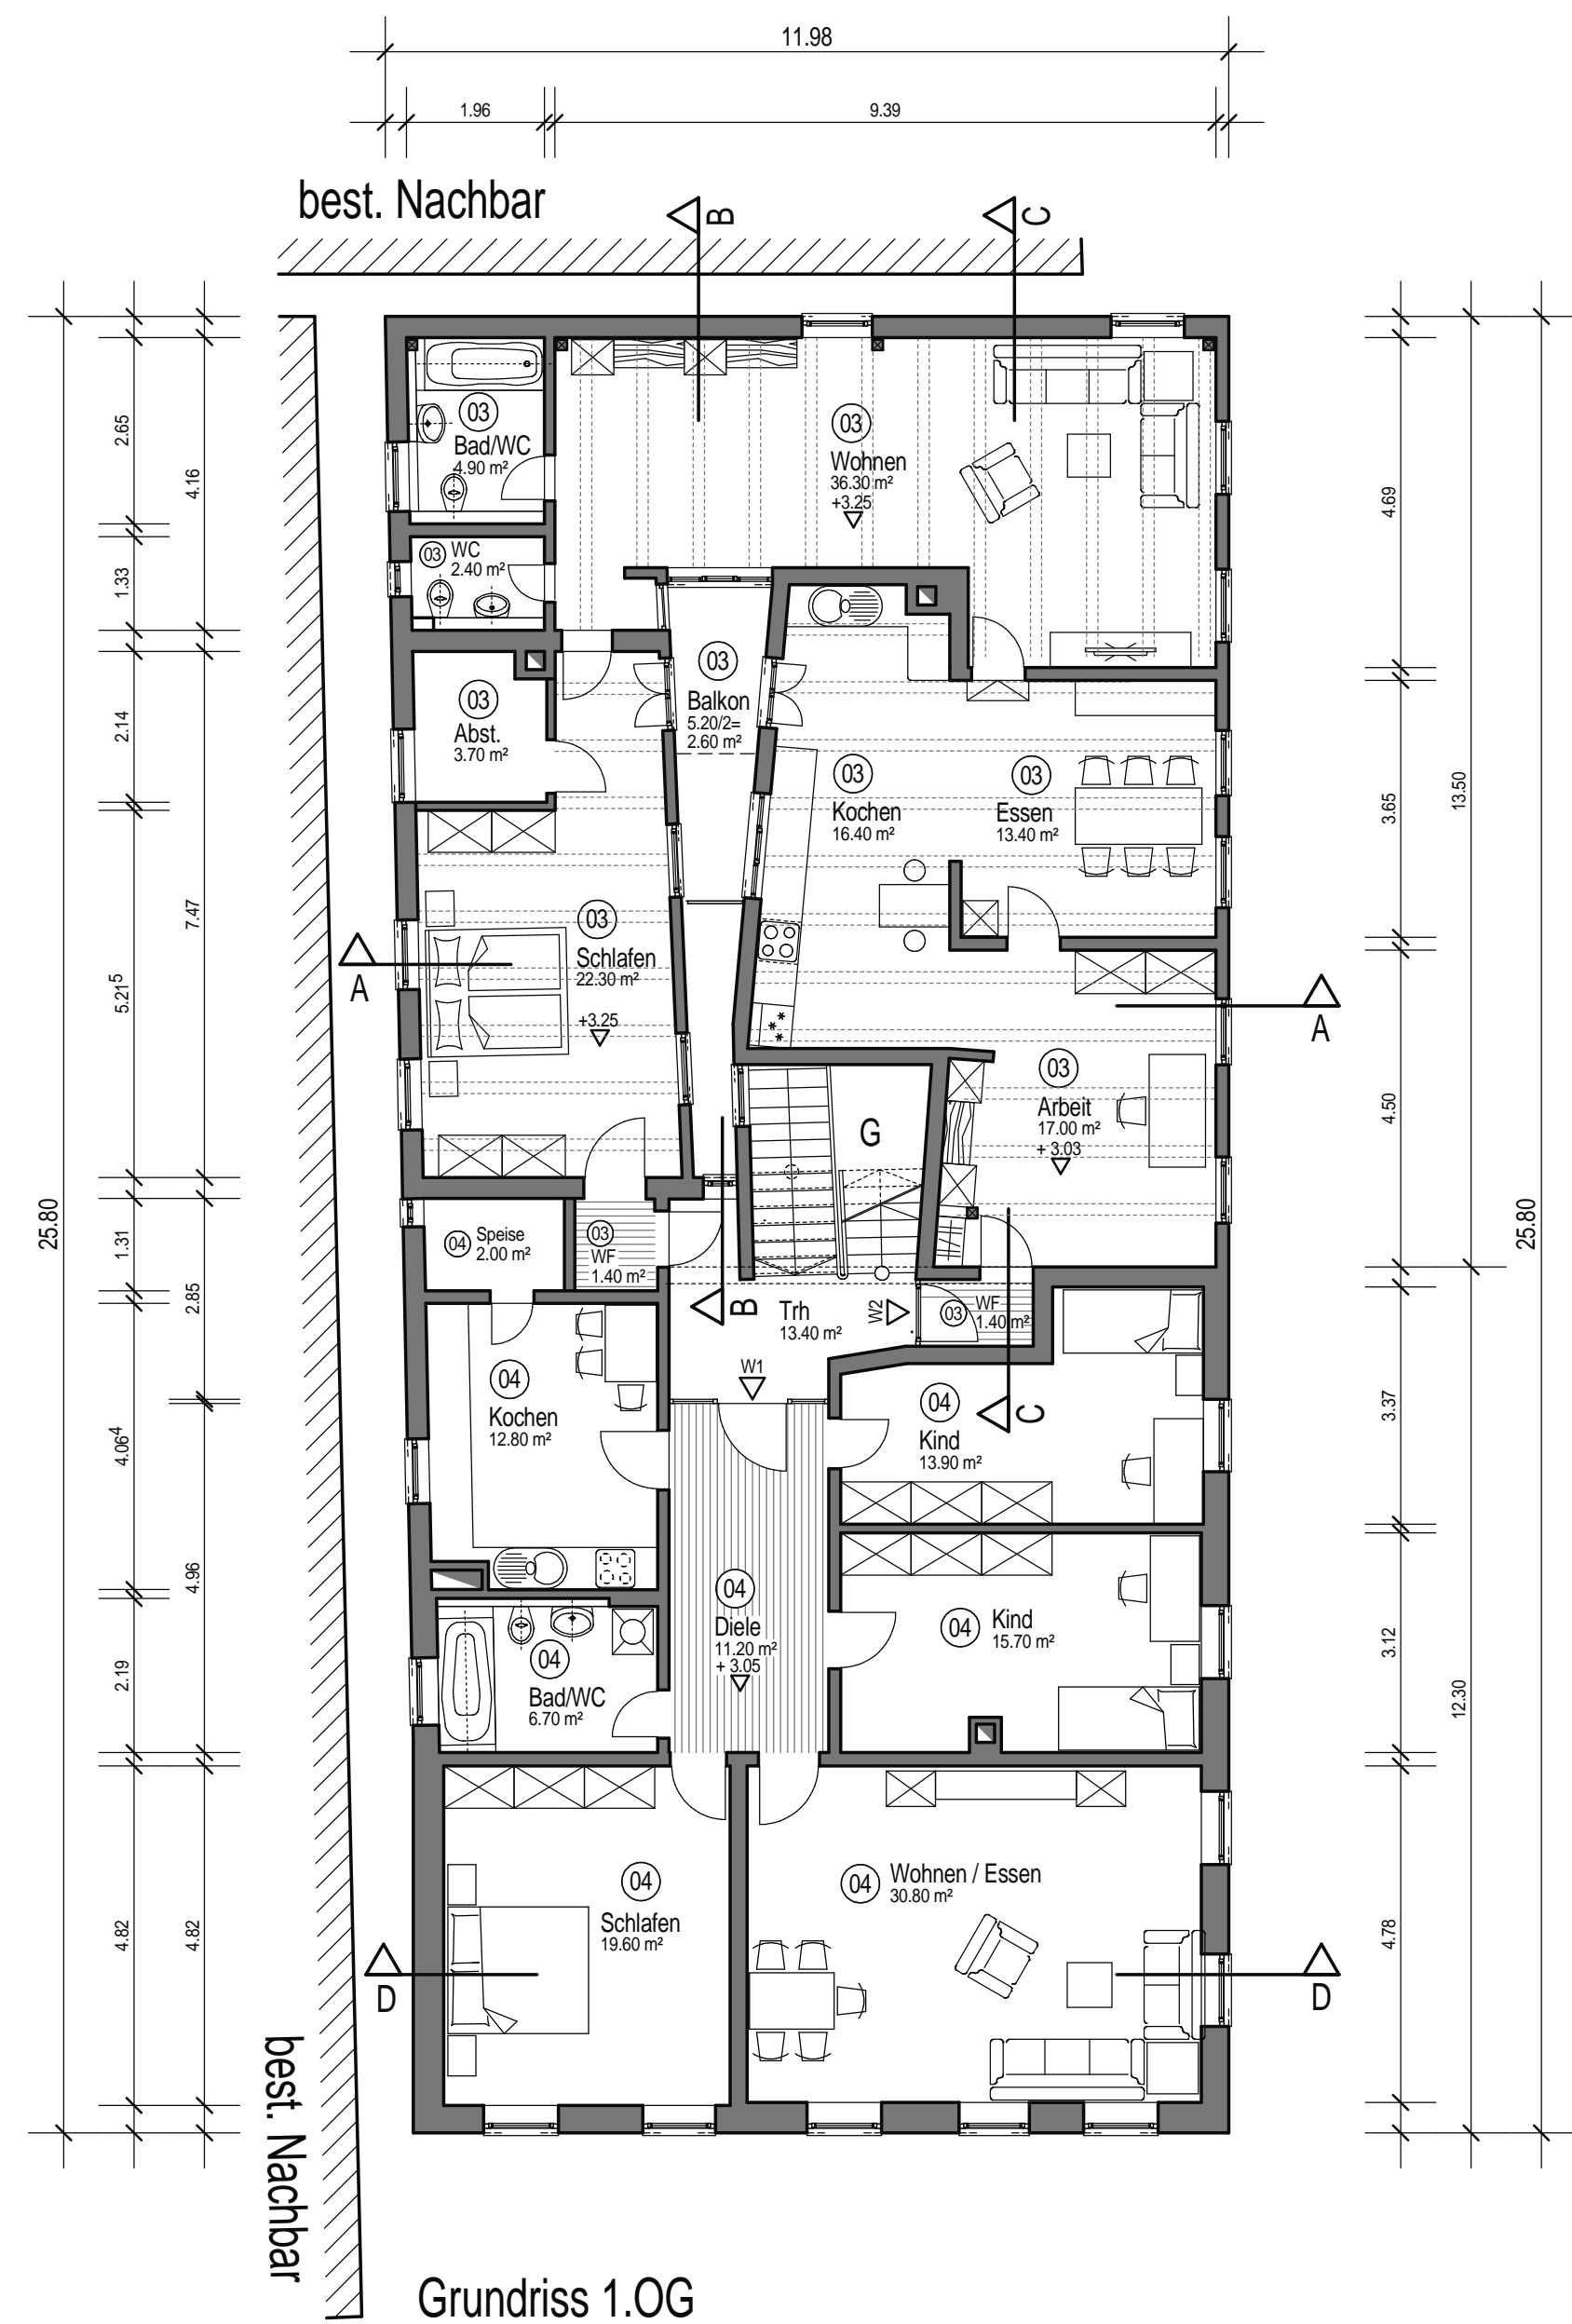 11.98
1.96
9.39
best. Nachbar
B
C
03
Bad/WC
4.90 m²
03
Wohnen
36.30 m²
+3.25
03
WC
2.40 m²
03
Balkon
5.20/2=
2.60 m²
03
Abst.
3.70 m²
03
Kochen
16.40 m²
03
Essen
13.40 m²
03
Schlafen
22.30 m²
+3.25
A
A
03
Arbeit
17.00 m²
+ 3.03
G
04
Speise
2.00 m²
03
WF
1.40 m²
B
Trh
13.40 m²
W2
03
WF
1.40 m²
W1
04
Kochen
12.80 m²
04
Kind
13.90 m²
C
04
Diele
11.20 m²
+ 3.05
04
Kind
15.70 m²
04
Bad/WC
6.70 m²
04
Schlafen
19.60 m²
04
Wohnen / Essen
30.80 m²
D
D
25.80
2.65
1.33
2.14
5.21⁵
1.31
4.06⁴
2.19
4.82
4.16
7.47
2.85
4.96
4.82
4.69
3.65
4.50
3.37
3.12
4.78
13.50
12.30
25.80
best. Nachbar
Grundriss 1.OG